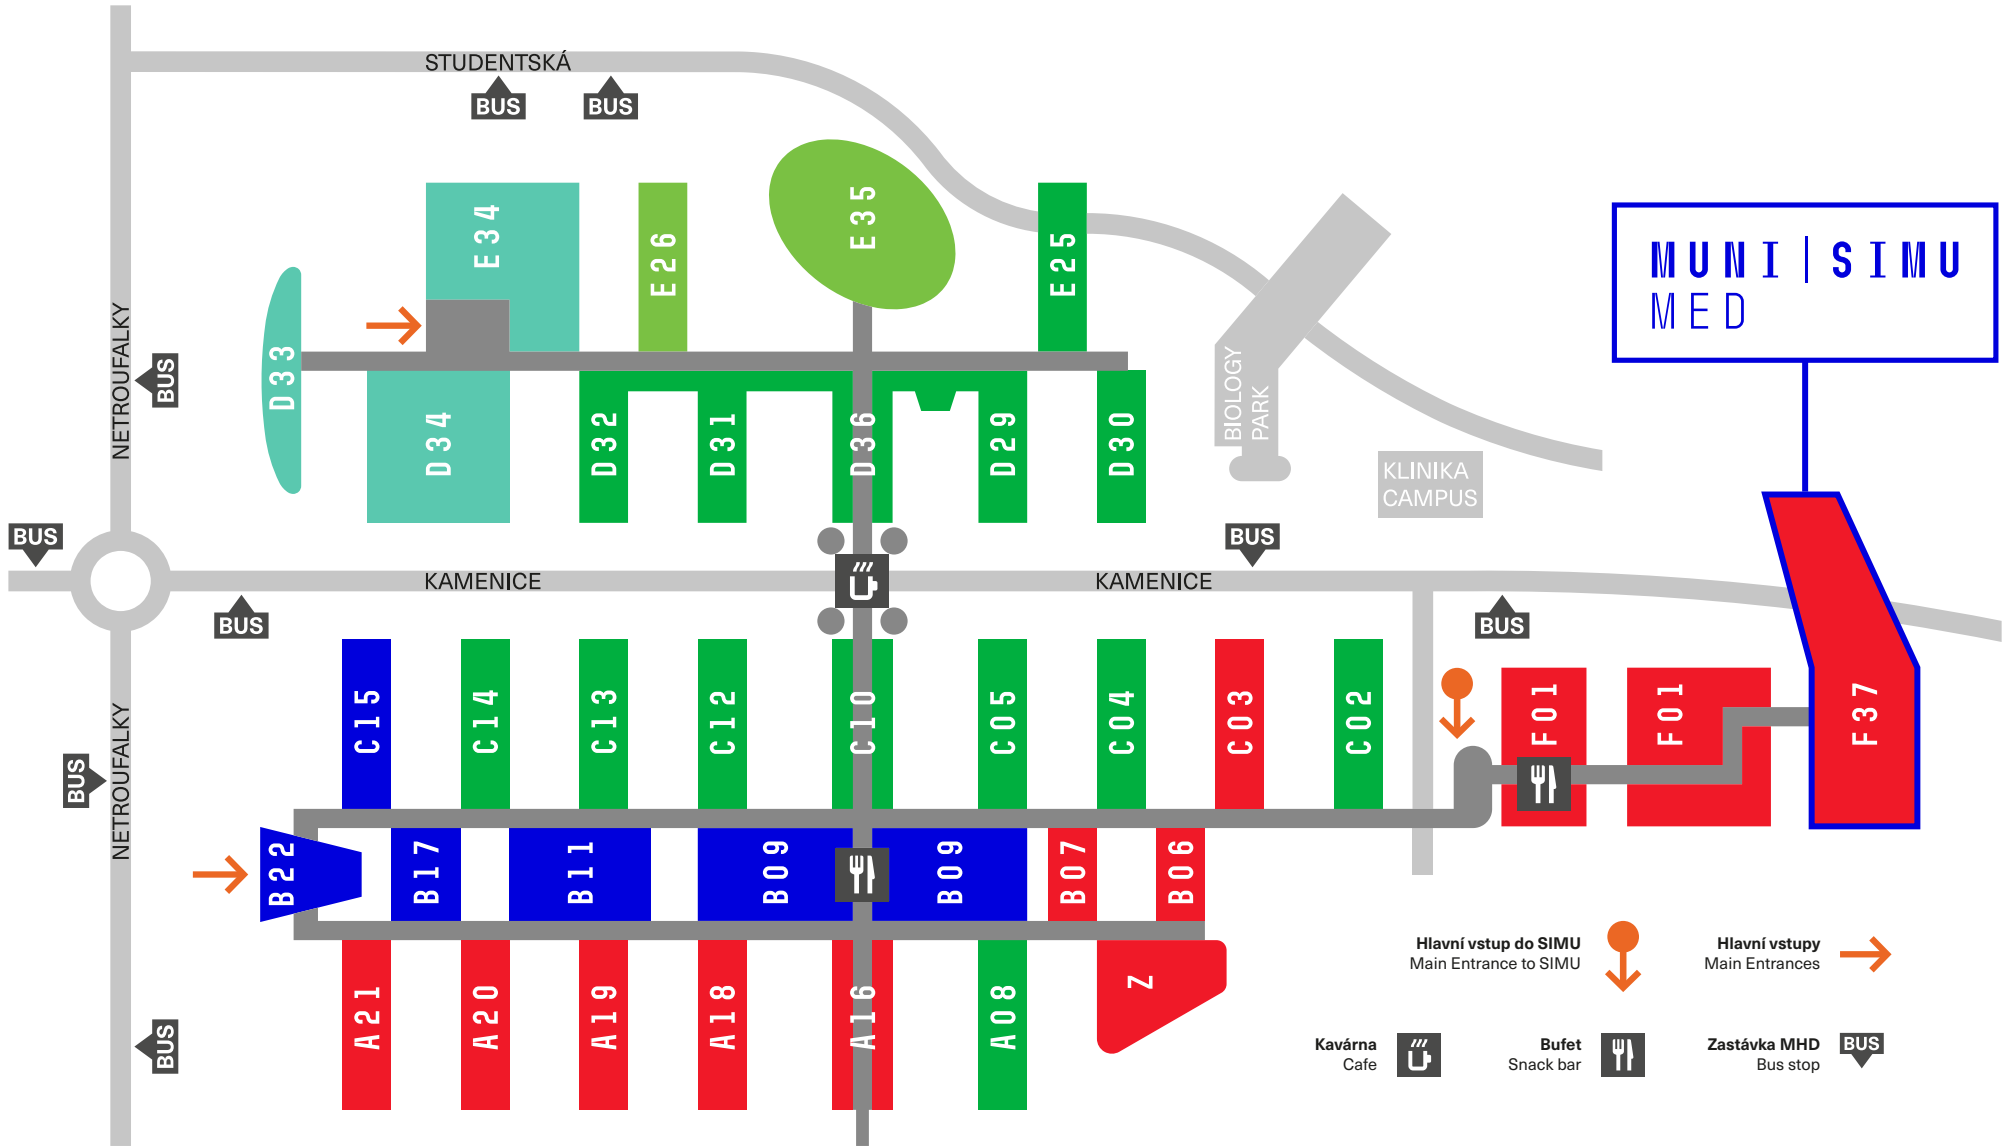 STUDENTSKÁ
BUS
BUS
E34
E26
E35
E25
MUNI | SIMU
MED
NETROUFALKY
BUS
D33
D34
D32
D31
D36
D29
D30
BIOLOGY
PARK
KLINIKA
CAMPUS
BUS
BUS
KAMENICE
KAMENICE
BUS
BUS
NETROUFALKY
BUS
C15
C14
C13
C12
C10
C05
C04
C03
C02
F01
F01
F37
B22
B17
B11
B09
B09
B07
B06
BUS
A21
A20
A19
A18
A16
A08
Z
Hlavní vstup do SIMU
Main Entrance to SIMU
Hlavní vstupy
Main Entrances
Kavárna
Cafe
Bufet
Snack bar
Zastávka MHD
Bus stop
BUS